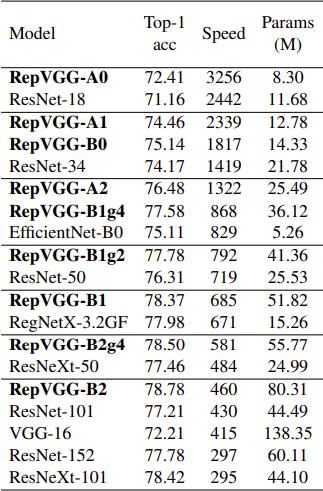 Model Top-1 acc Speed Params (M)
RepVGG-A0 72.41 3256 8.30
ResNet-18 71.16 2442 11.68
RepVGG-A1 74.46 2339 12.78
RepVGG-B0 75.14 1817 14.33
ResNet-34 74.17 1419 21.78
RepVGG-A2 76.48 1322 25.49
RepVGG-B1g4 77.58 868 36.12
EfficientNet-B0 75.11 829 5.26
RepVGG-B1g2 77.78 792 41.36
ResNet-50 76.31 719 25.53
RepVGG-B1 78.37 685 51.82
RegNetX-3.2GF 77.98 671 15.26
RepVGG-B2g4 78.50 581 55.77
ResNeXt-50 77.46 484 24.99
RepVGG-B2 78.78 460 80.31
ResNet-101 77.21 430 44.49
VGG-16 72.21 415 138.35
ResNet-152 77.78 297 60.11
ResNeXt-101 78.42 295 44.10